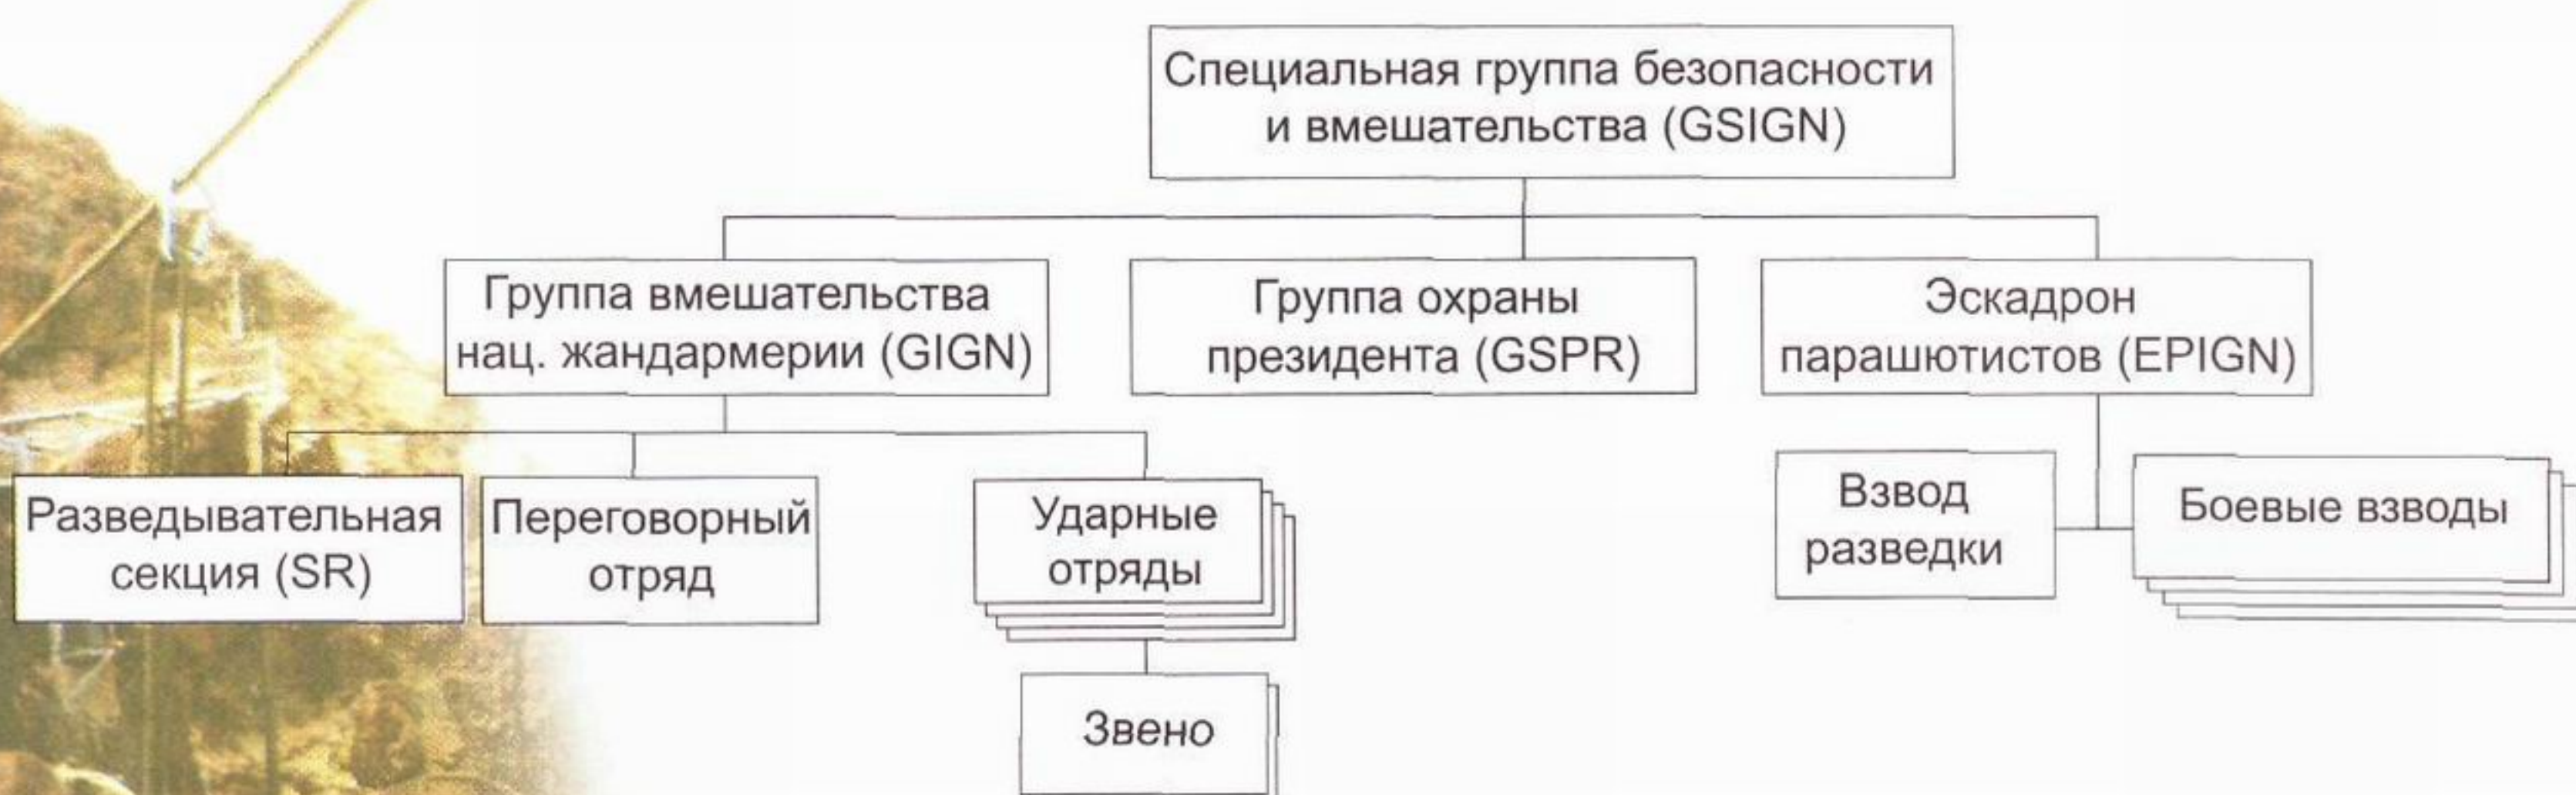 Специальная группа безопасности
и вмешательства (GSIGN)
Группа вмешательства
нац. жандармерии (GIGN)
Группа охраны
президента (GSPR)
Эскадрон
парашютистов (EPIGN)
Разведывательная
секция (SR)
Переговорный
отряд
Ударные
отряды
Взвод
разведки
Боевые взводы
Звено